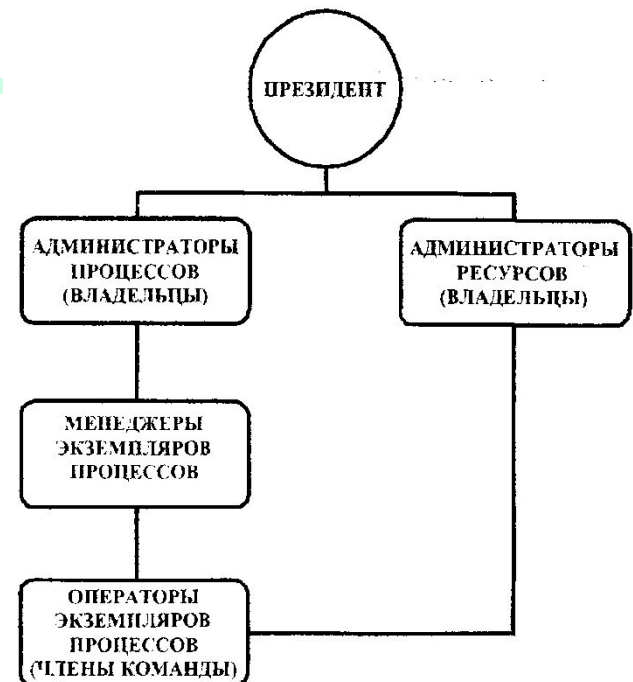 ПРЕЗИДЕНТ
АДМИНИСТРАТОРЫ
ПРОЦЕССОВ
(ВЛАДЕЛЬЦЫ)
АДМИНИСТРАТОРЫ
РЕСУРСОВ
(ВЛАДЕЛЬЦЫ)
МЕНЕДЖЕРЫ
ЭКЗЕМПЛЯРОВ
ПРОЦЕССОВ
ОПЕРАТОРЫ
ЭКЗЕМПЛЯРОВ
ПРОЦЕССОВ
(ЧЛЕНЫ КОМАНДЫ)